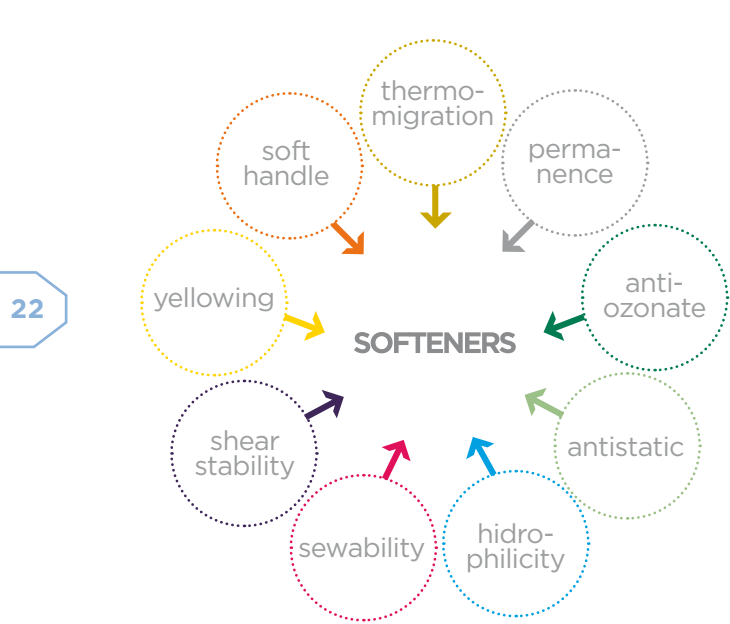 thermo-
migration
soft
handle
perma-
nence
yellowing
anti-
ozonate
22
SOFTENERS
shear
stability
antistatic
sewability
hidro-
philicity